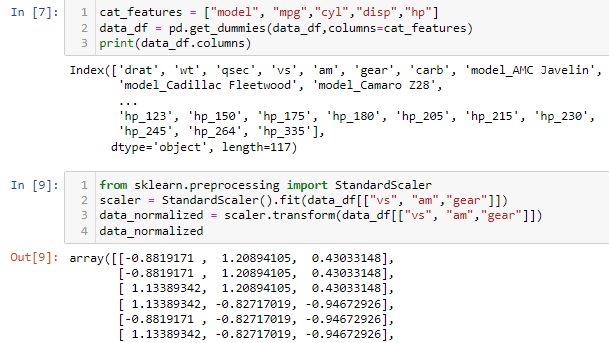 In [7]: 1 cat_features = ["model", "mpg","cyl","disp","hp"]
2 data_df = pd.get_dummies(data_df,columns=cat_features)
3 print(data_df.columns)
Index(['drat', 'wt', 'qsec', 'vs', 'am', 'gear', 'carb', 'model_AMC Javelin',
'model_Cadillac Fleetwood', 'model_Camaro Z28',
...
'hp_123', 'hp_150', 'hp_175', 'hp_180', 'hp_205', 'hp_215', 'hp_230',
'hp_245', 'hp_264', 'hp_335'],
dtype='object', length=117)
In [9]: 1 from sklearn.preprocessing import StandardScaler
2 scaler = StandardScaler().fit(data_df[["vs", "am","gear"]])
3 data_normalized = scaler.transform(data_df[["vs", "am","gear"]])
4 data_normalized
Out[9]: array([[-0.8819171 , 1.20894105, 0.43033148],
[-0.8819171 , 1.20894105, 0.43033148],
[ 1.13389342, 1.20894105, 0.43033148],
[ 1.13389342, -0.82717019, -0.94672926],
[-0.8819171 , -0.82717019, -0.94672926],
[ 1.13389342, -0.82717019, -0.94672926],